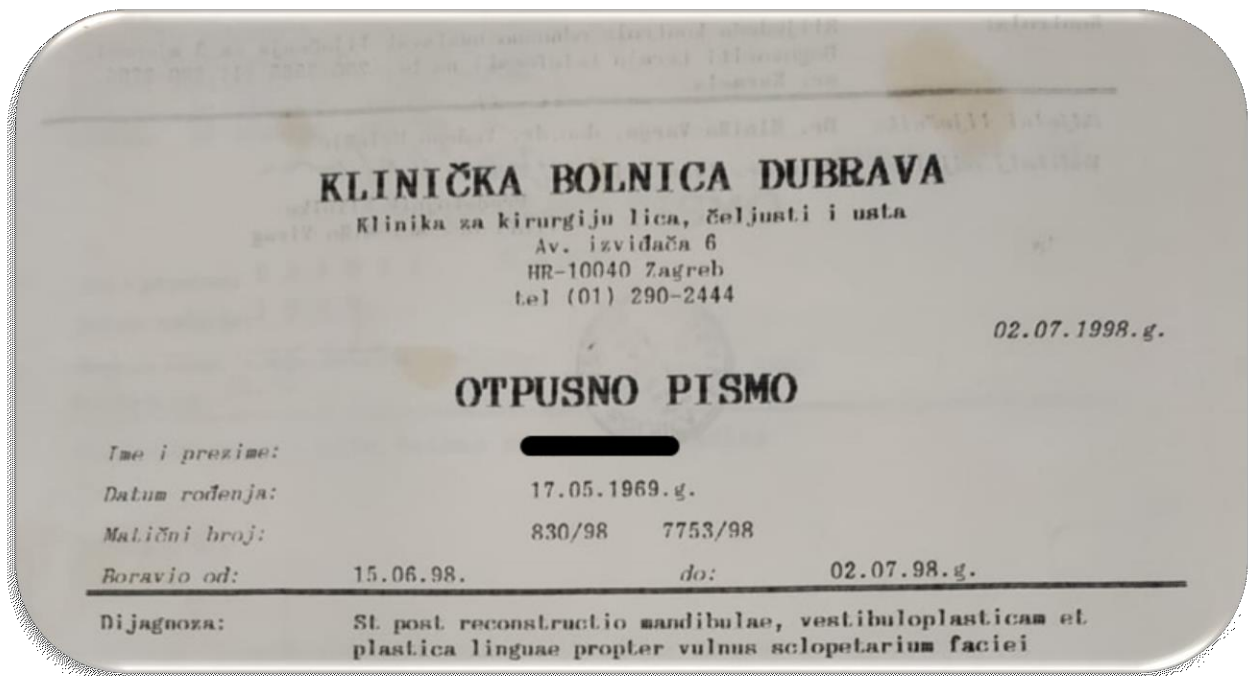 KLINIČKA BOLNICA DUBRAVA
Klinika za kirurgiju lica, čeljusti i usta
Av. izviđača 6
HR-10040 Zagreb
tel (01) 290-2444
02.07.1998.g.
OTPUSNO PISMO
Ime i prezime:
Datum rođenja: 17.05.1969.g.
Matični broj: 830/98 7753/98
Boravio od: 15.06.98. do: 02.07.98.g.
Dijagnoza: St post reconstructio mandibulae, vestibuloplasticam et
plastica linguae propter vulnus sclopetarium faciei